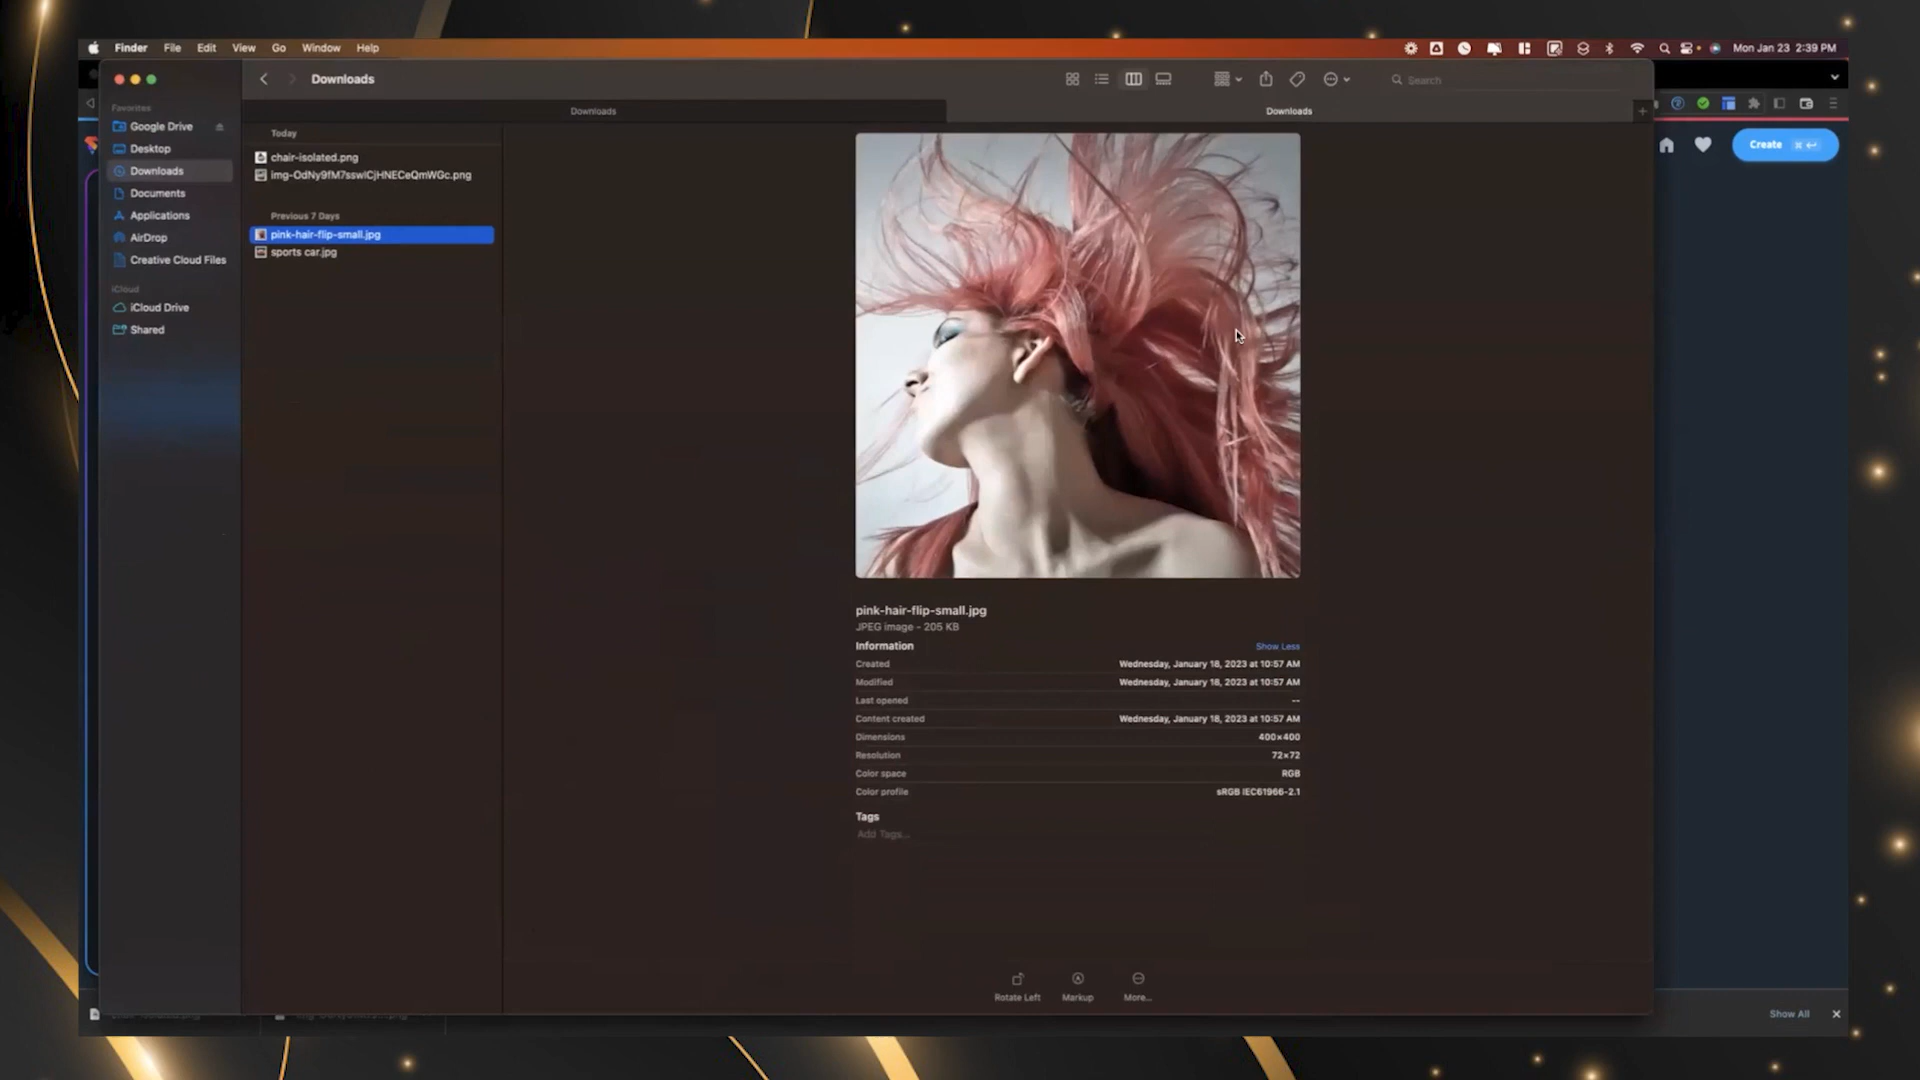 Finder File Edit View Go Window Help
Mon Jan 23 2:39 PM
Downloads
Search
Favorites
Google Drive
Desktop
Downloads
Documents
Applications
AirDrop
Creative Cloud Files
iCloud
iCloud Drive
Shared
Downloads
Downloads
Today
chair-isolated.png
img-OdNy9fM7sswlCjHNECeQmWGc.png
Previous 7 Days
pink-hair-flip-small.jpg
sports car.jpg
pink-hair-flip-small.jpg
JPEG image - 205 KB
Information Show Less
Created Wednesday, January 18, 2023 at 10:57 AM
Modified Wednesday, January 18, 2023 at 10:57 AM
Last opened --
Content created Wednesday, January 18, 2023 at 10:57 AM
Dimensions 400×400
Resolution 72×72
Color space RGB
Color profile sRGB IEC61966-2.1
Tags
Add Tags...
Rotate Left Markup More...
Create
Show All